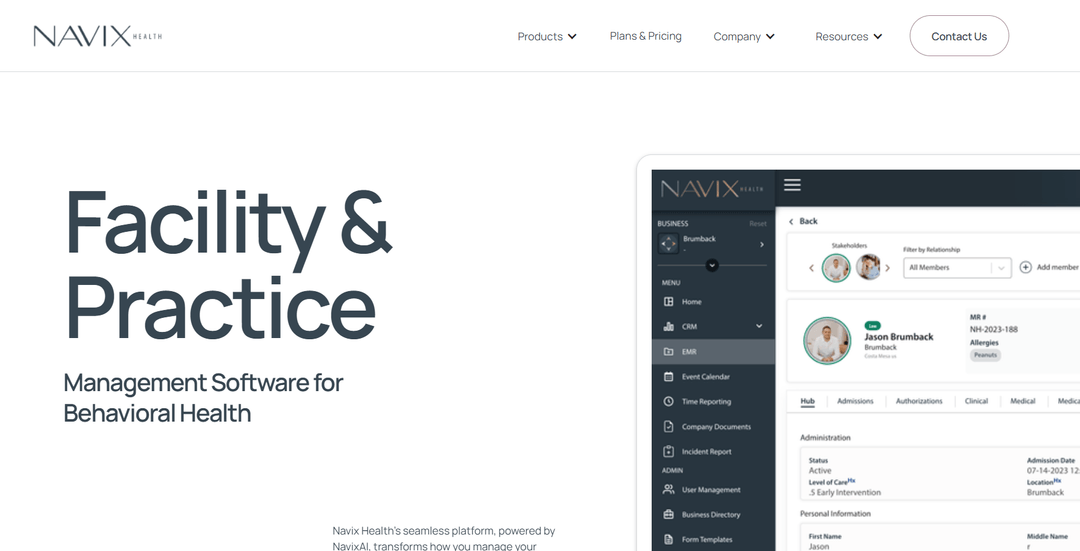 NAVIX HEALTH
Products
Plans & Pricing
Company
Resources
Contact Us
Facility &
Practice
Management Software for
Behavioral Health
Navix Health's seamless platform, powered by
NavixAI, transforms how you manage your
NAVIX HEALTH
BUSINESS Reset
Brumback
MENU
Home
CRM
EMR
Event Calendar
Time Reporting
Company Documents
Incident Report
ADMIN
User Management
Business Directory
Form Templates
Back
Stakeholders
Filter by Relationship
All Members
Add member
Law
Jason Brumback
Brumback
Costa Mesa
MR #
NH-2023-188
Allergies
Peanuts
Hub Admissions Authorizations Clinical Medical Medica
Administration
Status
Active
Level of Care Hx
.5 Early Intervention
Admission Date
07-14-2023 12:
Location Hx
Brumback
Personal Information
First Name
Jason
Middle Name
r